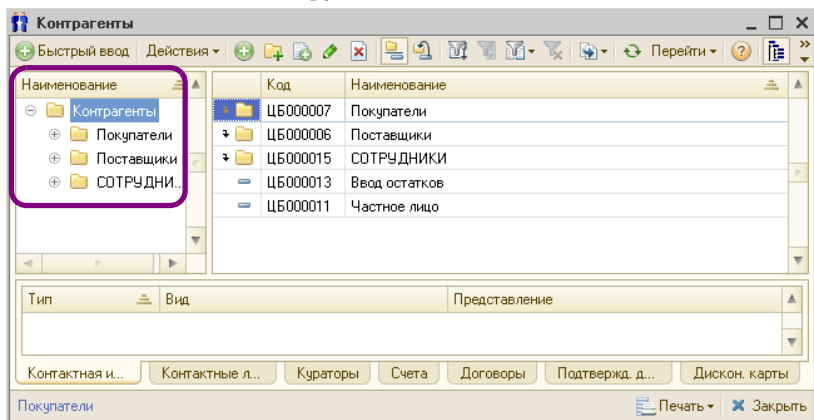 Контрагенты
Быстрый ввод Действия Перейти
Наименование Код Наименование
Контрагенты ЦБ000007 Покупатели
Покупатели ЦБ000006 Поставщики
Поставщики ЦБ000015 СОТРУДНИКИ
СОТРУДНИ... ЦБ000013 Ввод остатков
ЦБ000011 Частное лицо
Тип Вид Представление
Контактная и... Контактные л... Кураторы Счета Договоры Подтвержд. д... Дискон. карты
Покупатели Печать Закрыть